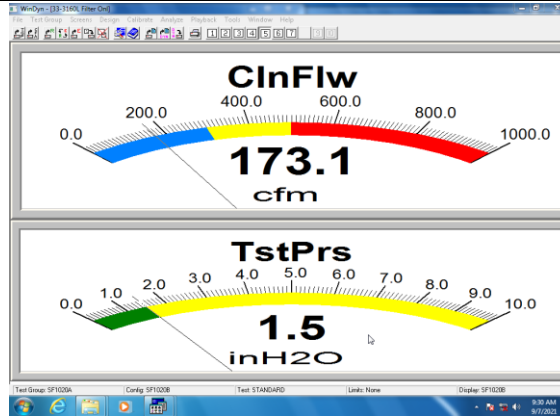 WinDyn - [33-3160L Filter Onl]
File Test Group Screens Design Calibrate Analyze Playback Tools Window Help
1 2 3 4 5 6 7
ClnFlw
0.0 200.0 400.0 600.0 800.0 1000.0
173.1
cfm
TstPrs
0.0 1.0 2.0 3.0 4.0 5.0 6.0 7.0 8.0 9.0 10.0
1.5
inH2O
Test Group: SF1020A Config: SF1020B Test: STANDARD Limits: None Display: SF1020B
9:30 AM